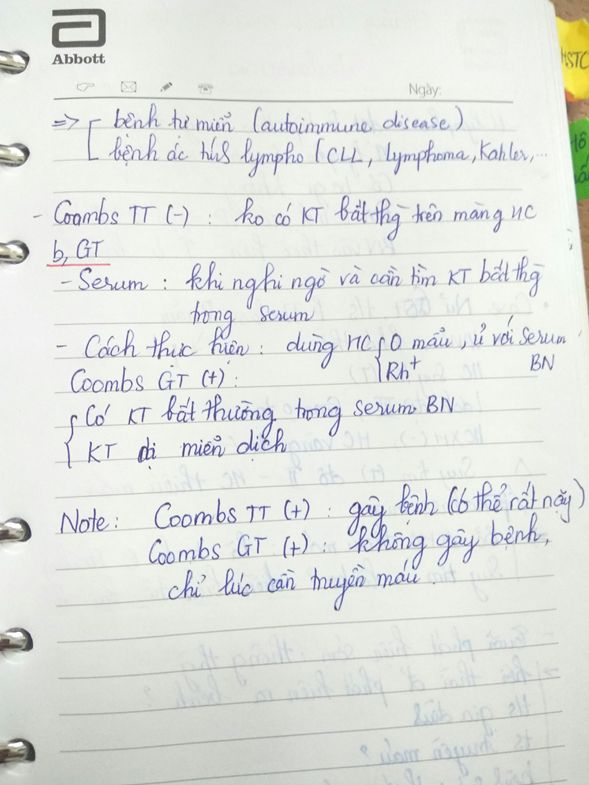 Abbott
Ngày:
=> bệnh tự miễn (autoimmune disease)
bệnh ác tính lympho (CLL, Lymphoma, Kahler,...
- Coombs TT (-) : ko có KT bất thg trên màng HC
b, GT
- Serum : khi nghi ngờ và cần tìm KT bất thg
trong serum
- Cách thực hiện : dùng HC { O mẫu, ủ với serum
Coombs GT (+) : Rh+ BN
{ Có KT bất thường trong serum BN
KT dị miễn dịch
Note : Coombs TT (+) : gây bệnh (có thể rất nặg)
Coombs GT (+) : không gây bệnh,
chỉ lúc cần truyền máu.
HSTC